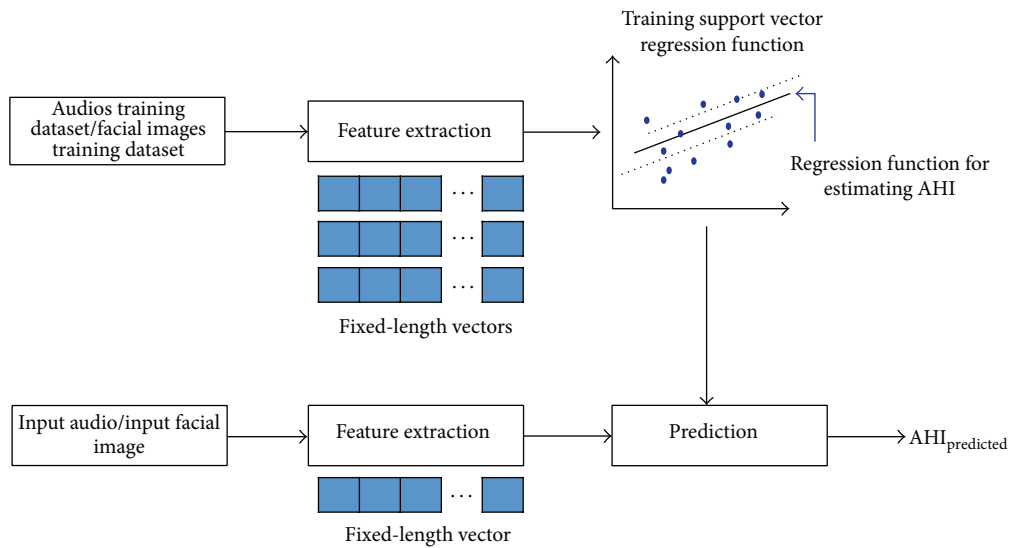 Training support vector
regression function
Audios training
dataset/facial images
training dataset
Feature extraction
Regression function for
estimating AHI
...
...
...
Fixed-length vectors
Input audio/input facial
image
Feature extraction
Prediction
AHIpredicted
...
Fixed-length vector